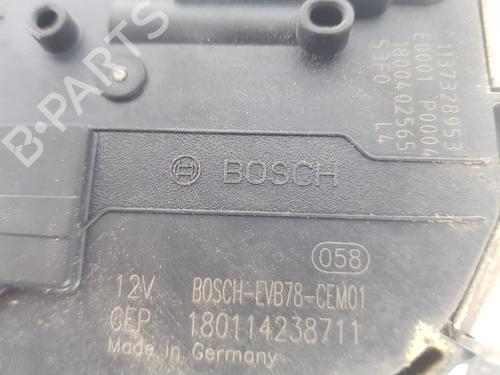 1137328953
E0001 P0004
1800402565
53F0 L4
BOSCH
058
12V BOSCH-EVB78-CEM01
CEP 180114238711
Made in Germany
B-PARTS